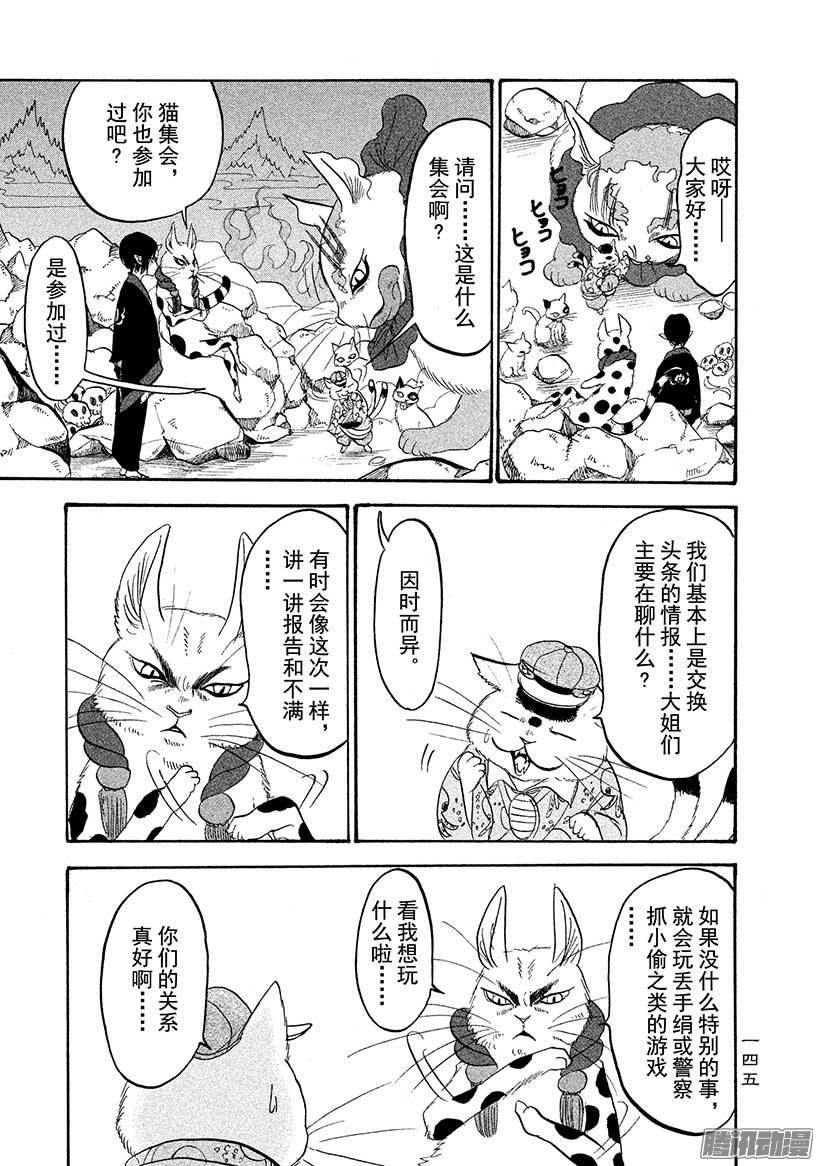 哎呀——
大家好……
ヒョコ
ヒョコ
ヒョコ
请问……这是什么
集会啊？
猫集会，
你也参加
过吧？
是参加过……
我们基本上是交换
头条的情报……大姐们
主要在聊什么？
因时而异。
有时会像这次一样，
讲一讲报告和不满
……
如果没什么特别的事，
就会玩丢手绢或警察
抓小偷之类的游戏
……
看我想玩
什么啦……
你们的关系
真好啊……
一四五
腾讯动漫